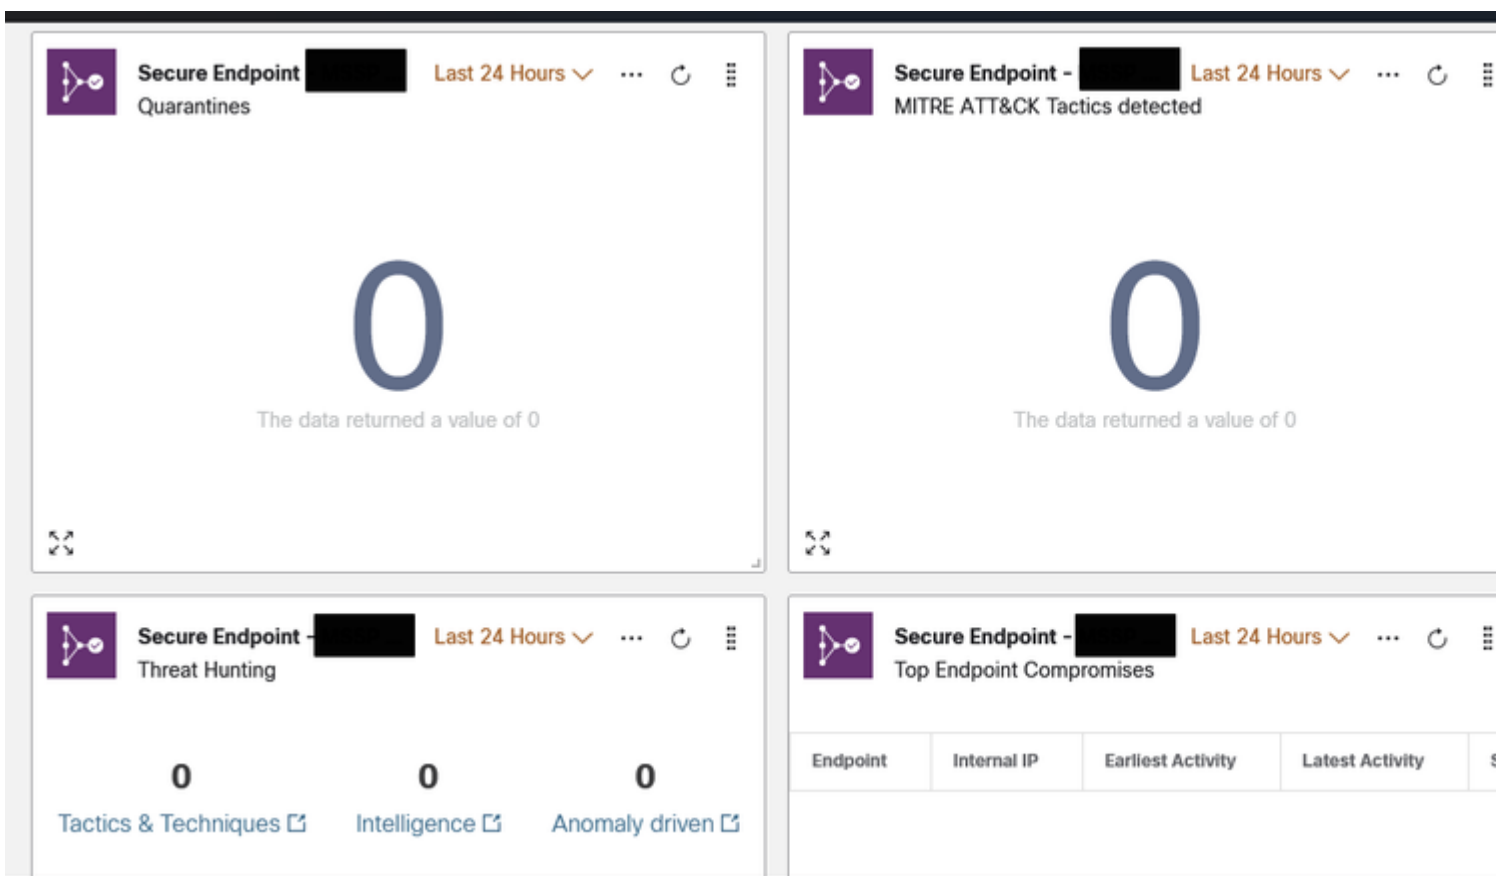 Secure Endpoint
Last 24 Hours
Quarantines
0
The data returned a value of 0
Secure Endpoint -
Last 24 Hours
MITRE ATT&CK Tactics detected
0
The data returned a value of 0
Secure Endpoint -
Last 24 Hours
Threat Hunting
0 0 0
Tactics & Techniques Intelligence Anomaly driven
Secure Endpoint -
Last 24 Hours
Top Endpoint Compromises
Endpoint Internal IP Earliest Activity Latest Activity